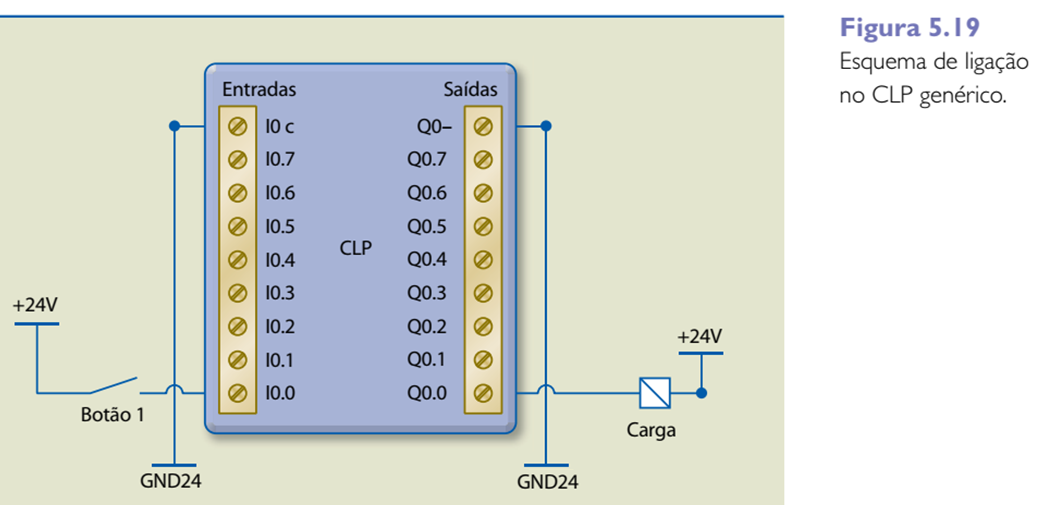 Figura 5.19
Esquema de ligação
no CLP genérico.
Entradas
Saídas
I0 c
Q0–
I0.7
Q0.7
I0.6
Q0.6
I0.5
Q0.5
CLP
I0.4
Q0.4
I0.3
Q0.3
I0.2
Q0.2
I0.1
Q0.1
I0.0
Q0.0
+24V
Botão 1
GND24
+24V
Carga
GND24